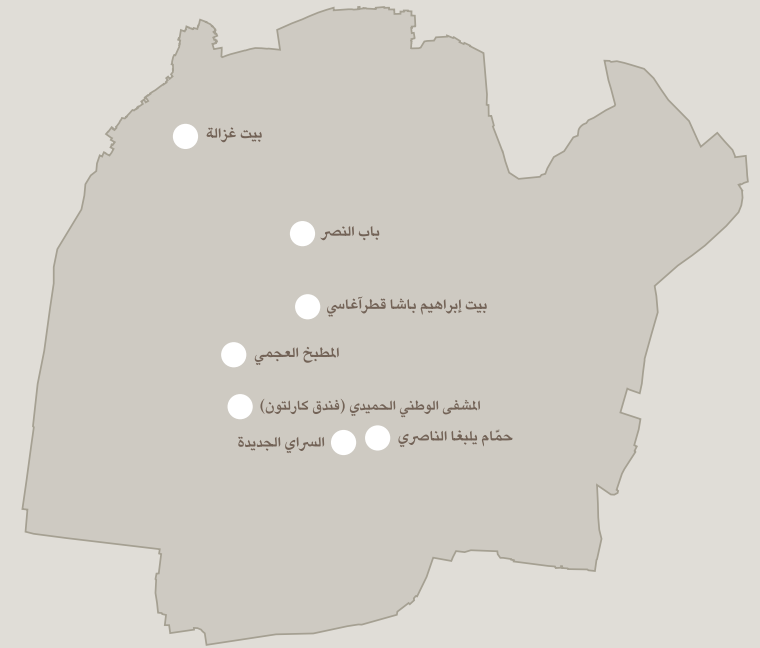 بيت غزالة
باب النصر
بيت إبراهيم باشا قطرآغاسي
المطبخ العجمي
المشفى الوطني الحميدي (فندق كارلتون)
حمّام يلبغا الناصري
السراي الجديدة